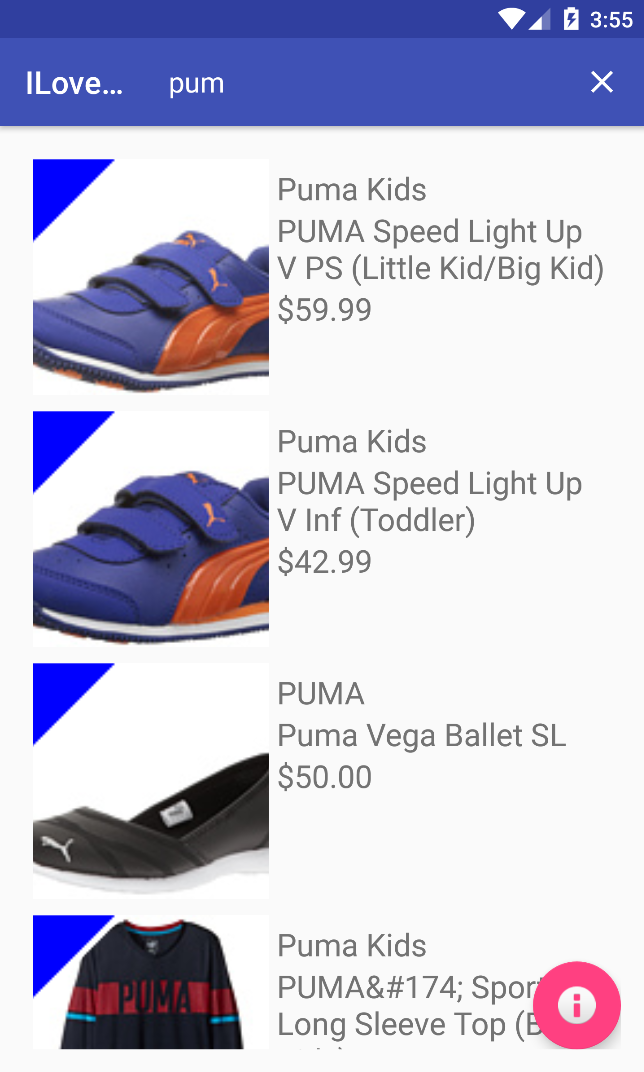 3:55
ILove...
pum
Puma Kids
PUMA Speed Light Up
V PS (Little Kid/Big Kid)
$59.99
Puma Kids
PUMA Speed Light Up
V Inf (Toddler)
$42.99
PUMA
Puma Vega Ballet SL
$50.00
PUMA
Puma Kids
PUMA&#174; Spor
Long Sleeve Top (B